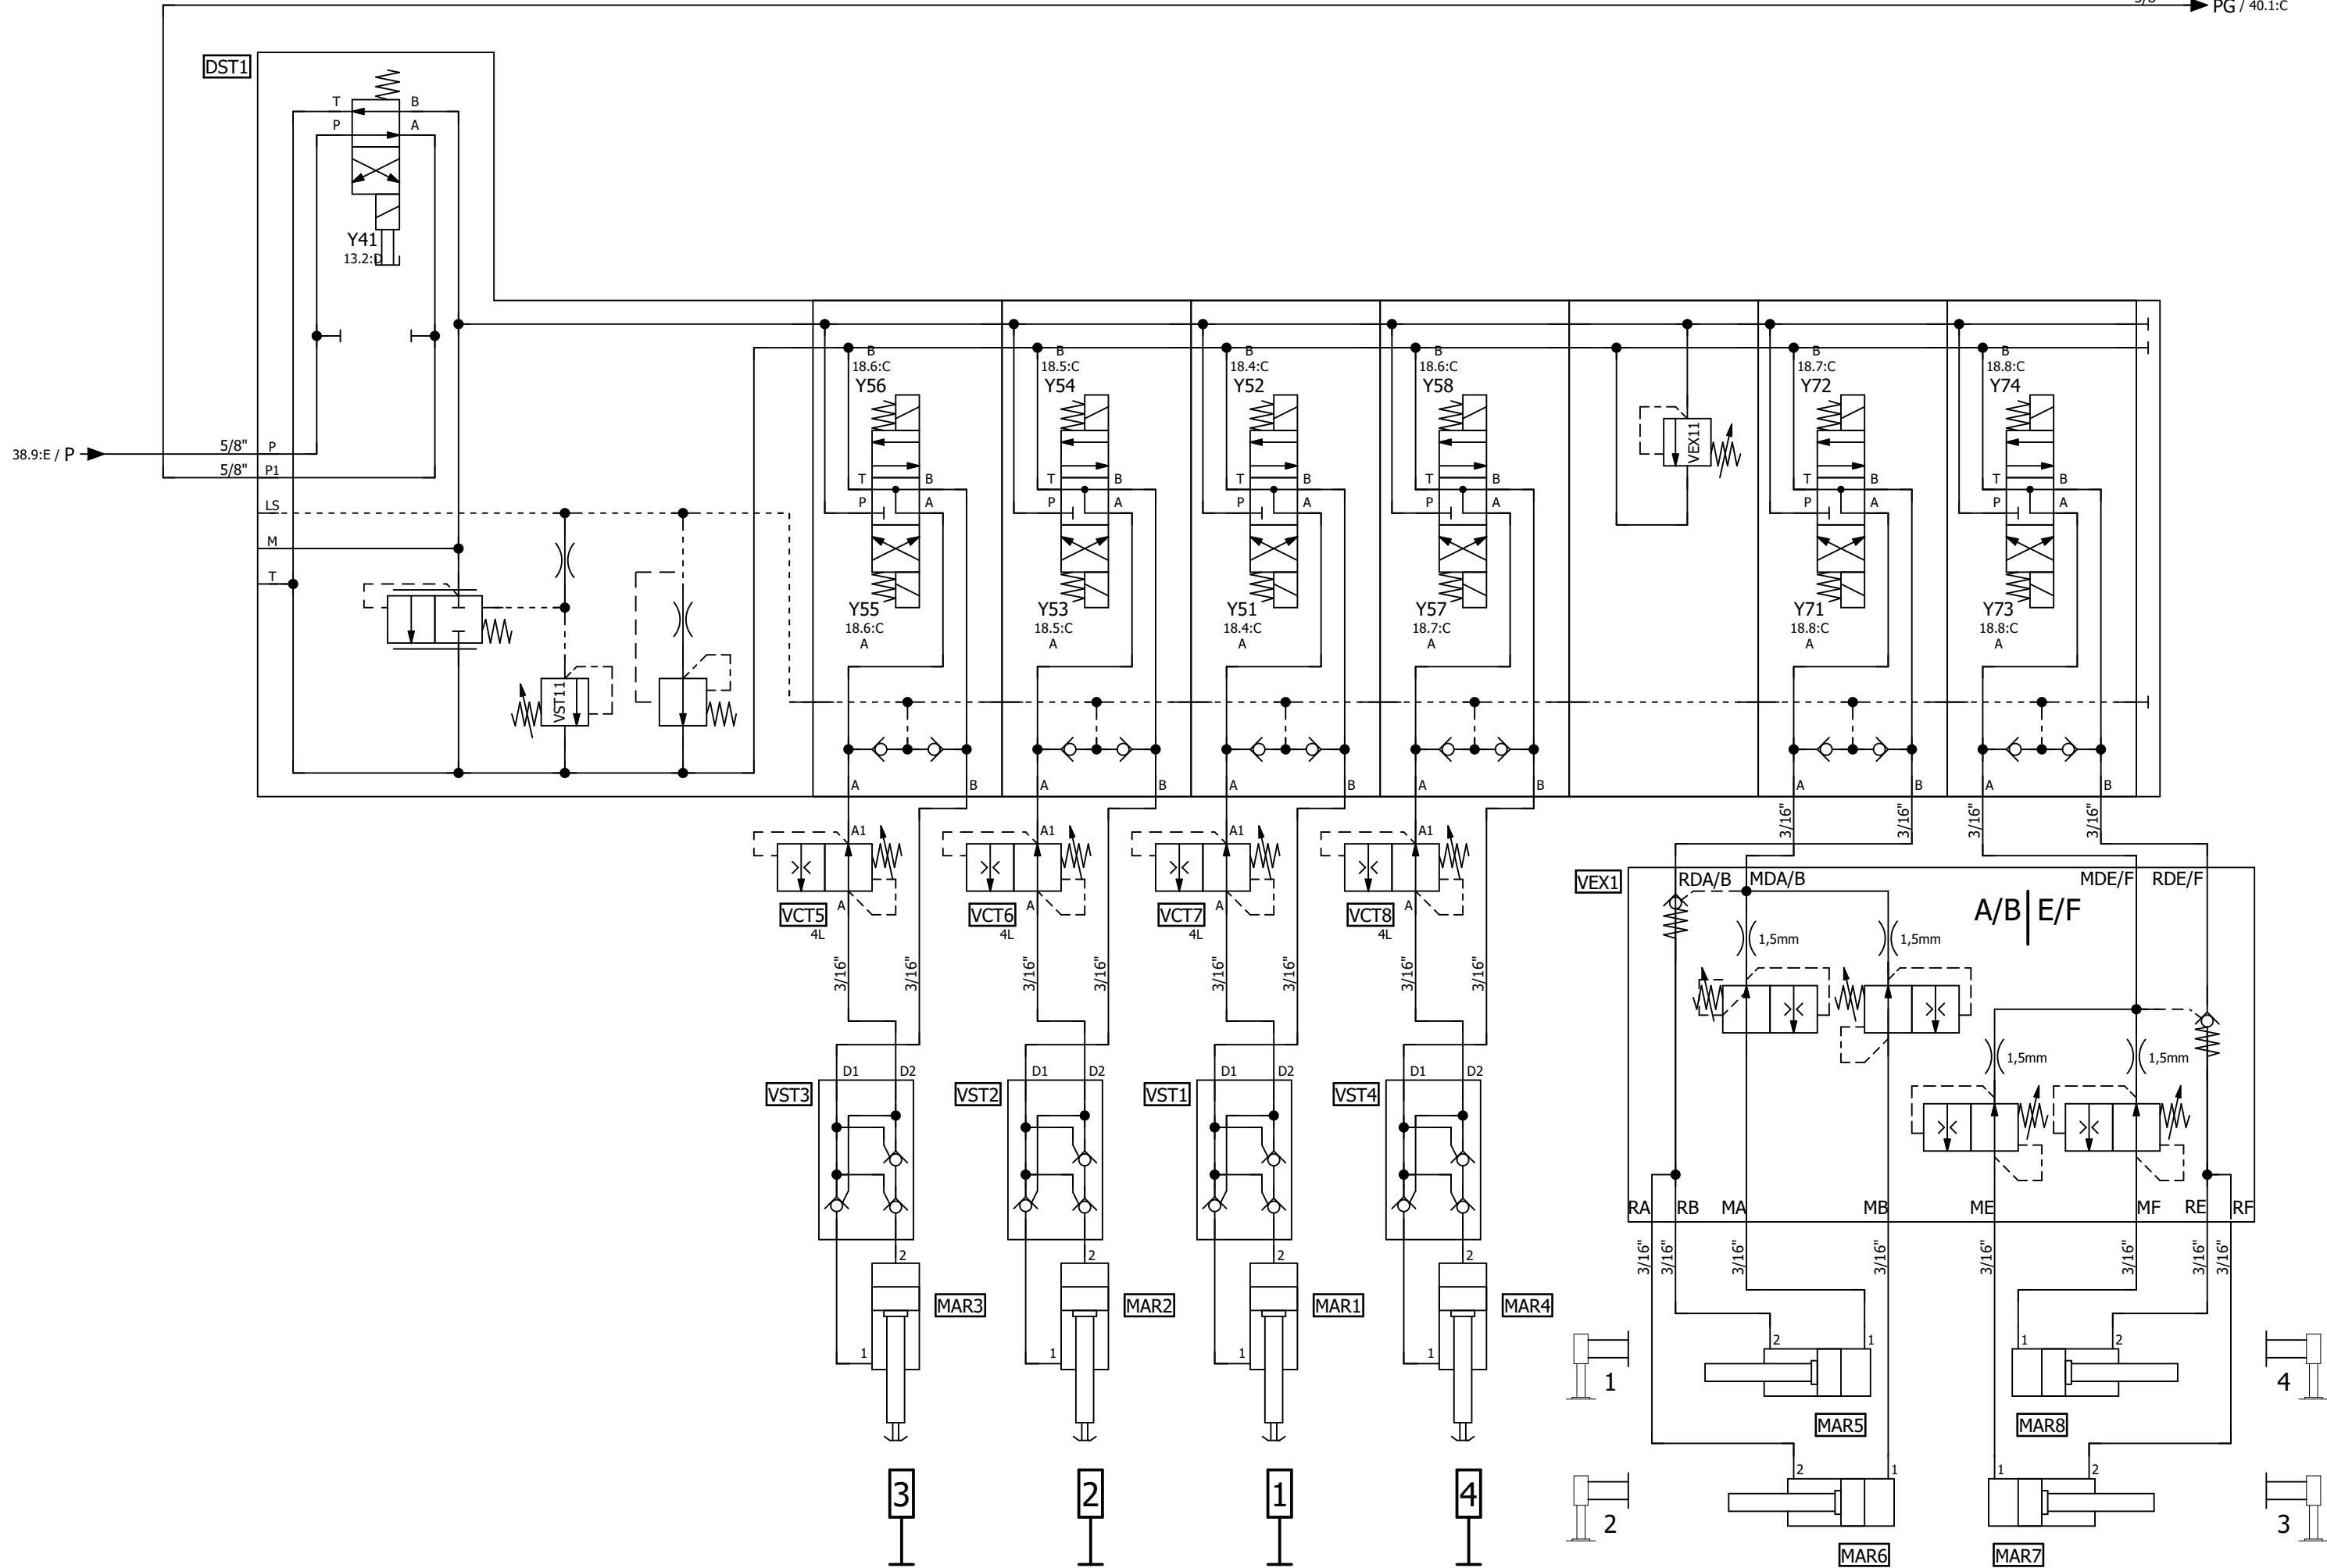 5/8"
PG / 40.1:C
DST1
T B
P A
Y41
13.2:D
B B B B B B
18.6:C 18.5:C 18.4:C 18.6:C 18.7:C 18.8:C
Y56 Y54 Y52 Y58 Y72 Y74
VEX11
38.9:E / P
5/8" P
5/8" P1
T B T B T B T B T B T B
P A P A P A P A P A P A
LS
M
T
Y55 Y53 Y51 Y57 Y71 Y73
18.6:C 18.5:C 18.4:C 18.7:C 18.8:C 18.8:C
A A A A A A
VST11
A B A B A B A B A B A B
3/16" 3/16" 3/16" 3/16"
A1 A1 A1 A1
VEX1
RDA/B MDA/B MDE/F RDE/F
A A A A
VCT5 VCT6 VCT7 VCT8
4L 4L 4L 4L
A/B E/F
1,5mm 1,5mm
3/16" 3/16" 3/16" 3/16" 3/16" 3/16" 3/16" 3/16"
1,5mm 1,5mm
D1 D2 D1 D2 D1 D2 D1 D2
VST3 VST2 VST1 VST4
RA RB MA MB ME MF RE RF
3/16" 3/16" 3/16" 3/16" 3/16" 3/16" 3/16" 3/16"
2 2 2 2
MAR3 MAR2 MAR1 MAR4
1 1 1 1
2 1 1 2
1 4
MAR5 MAR8
2 1 1 2
3 2 1 4
2 3
MAR6 MAR7